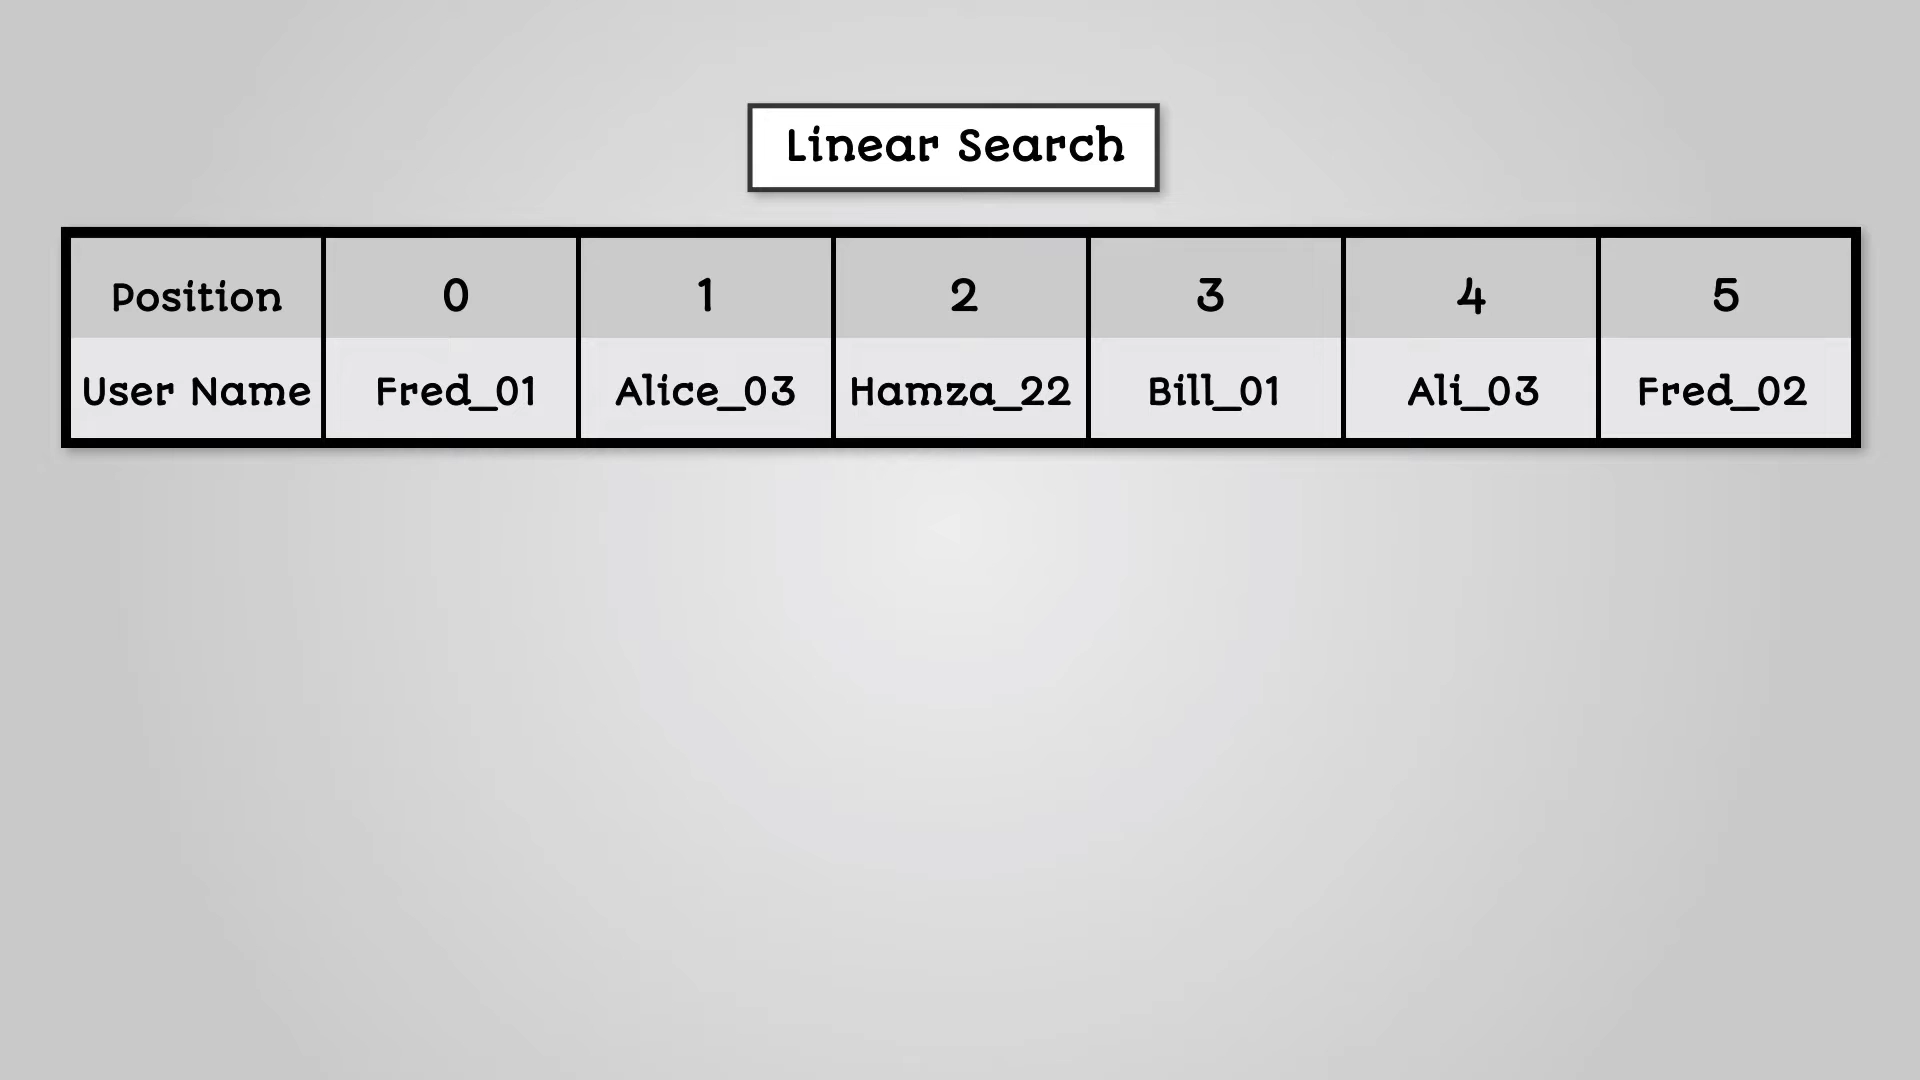 Linear Search
Position 0 1 2 3 4 5
User Name Fred_01 Alice_03 Hamza_22 Bill_01 Ali_03 Fred_02